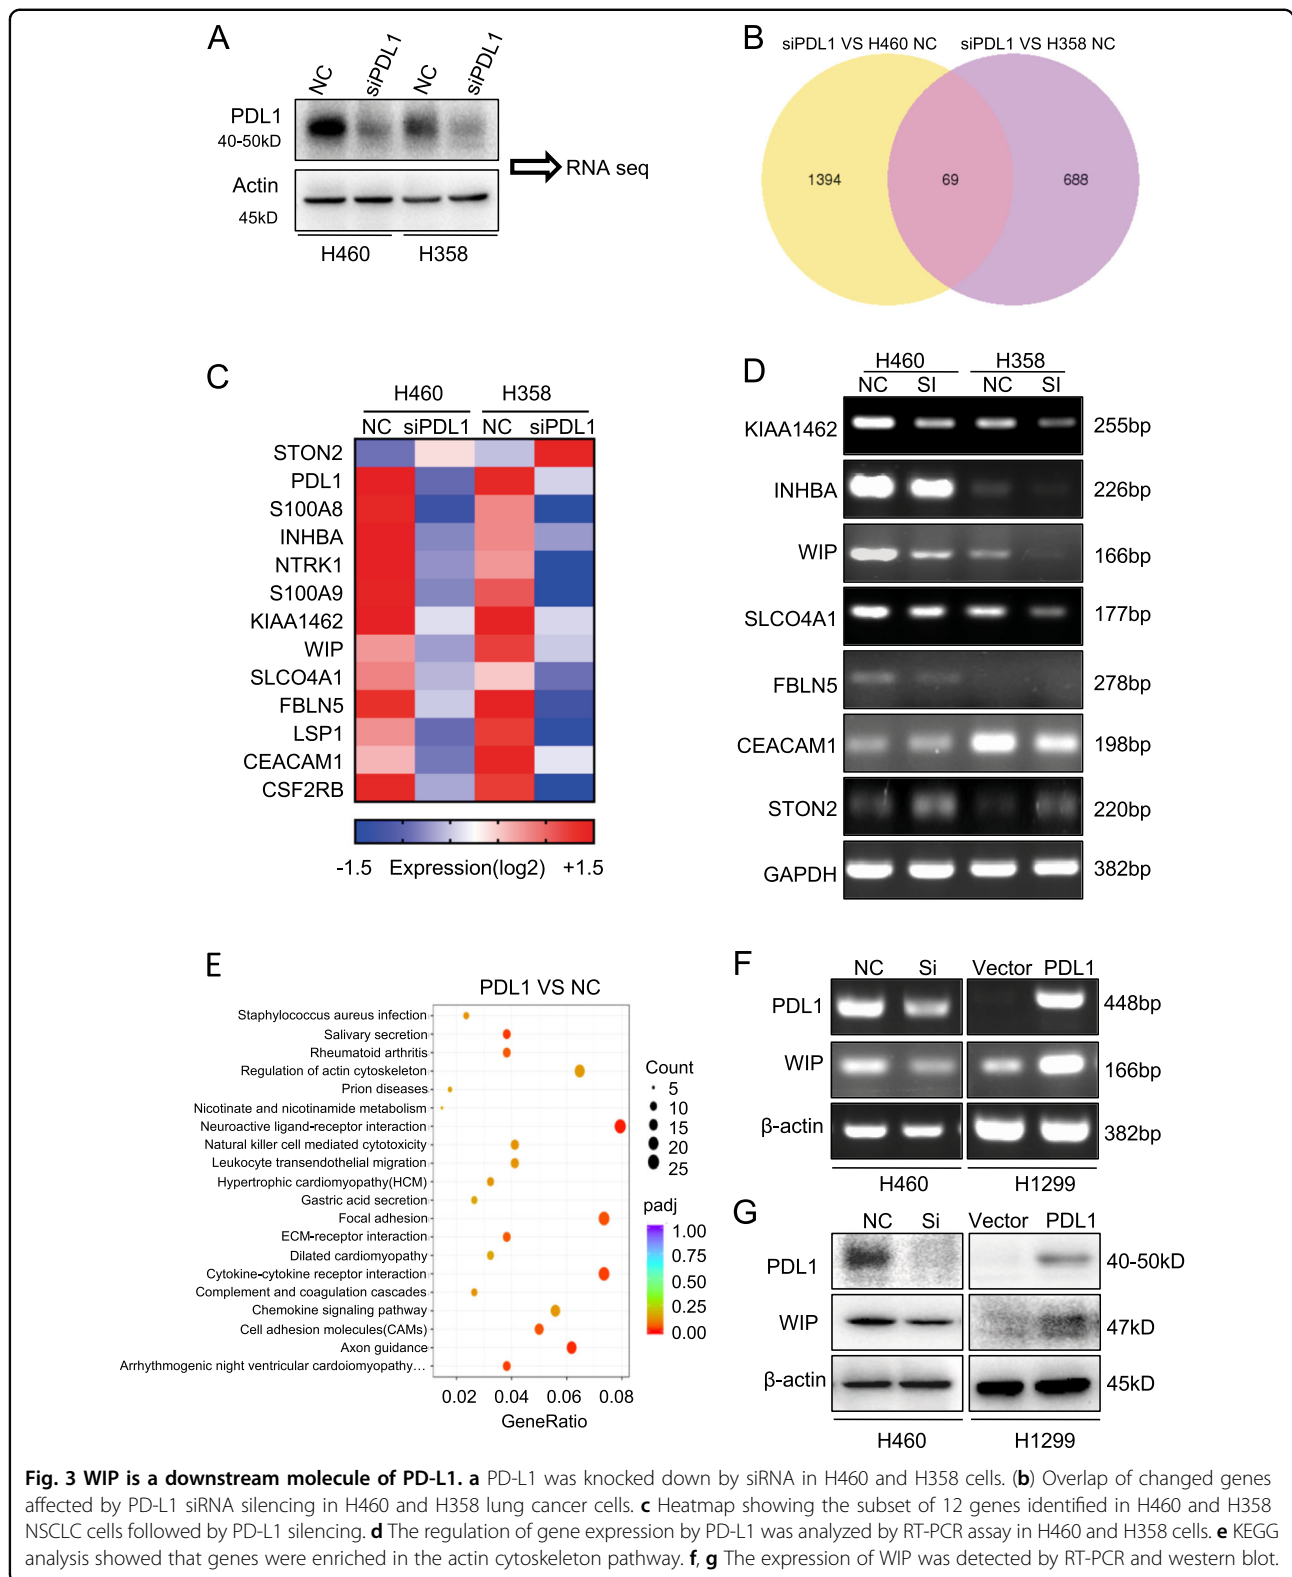 A
NC
siPDL1
NC
siPDL1
PDL1
40-50kD
Actin
45kD
H460
H358
RNA seq
B
siPDL1 VS H460 NC
siPDL1 VS H358 NC
1394
69
688
C
H460
H358
NC siPDL1 NC siPDL1
STON2
PDL1
S100A8
INHBA
NTRK1
S100A9
KIAA1462
WIP
SLCO4A1
FBLN5
LSP1
CEACAM1
CSF2RB
-1.5 Expression(log2) +1.5
D
H460 H358
NC SI NC SI
KIAA1462 255bp
INHBA 226bp
WIP 166bp
SLCO4A1 177bp
FBLN5 278bp
CEACAM1 198bp
STON2 220bp
GAPDH 382bp
E
PDL1 VS NC
Staphylococcus aureus infection
Salivary secretion
Rheumatoid arthritis
Regulation of actin cytoskeleton
Prion diseases
Nicotinate and nicotinamide metabolism
Neuroactive ligand-receptor interaction
Natural killer cell mediated cytotoxicity
Leukocyte transendothelial migration
Hypertrophic cardiomyopathy(HCM)
Gastric acid secretion
Focal adhesion
ECM-receptor interaction
Dilated cardiomyopathy
Cytokine-cytokine receptor interaction
Complement and coagulation cascades
Chemokine signaling pathway
Cell adhesion molecules(CAMs)
Axon guidance
Arrhythmogenic night ventricular cardoiomyopathy...
0.02 0.04 0.06 0.08
GeneRatio
Count
5
10
15
20
25
padj
1.00
0.75
0.50
0.25
0.00
F
NC Si Vector PDL1
PDL1 448bp
WIP 166bp
β-actin 382bp
H460 H1299
G
NC Si Vector PDL1
PDL1 40-50kD
WIP 47kD
β-actin 45kD
H460 H1299
Fig. 3 WIP is a downstream molecule of PD-L1. a PD-L1 was knocked down by siRNA in H460 and H358 cells. (b) Overlap of changed genes
affected by PD-L1 siRNA silencing in H460 and H358 lung cancer cells. c Heatmap showing the subset of 12 genes identified in H460 and H358
NSCLC cells followed by PD-L1 silencing. d The regulation of gene expression by PD-L1 was analyzed by RT-PCR assay in H460 and H358 cells. e KEGG
analysis showed that genes were enriched in the actin cytoskeleton pathway. f, g The expression of WIP was detected by RT-PCR and western blot.